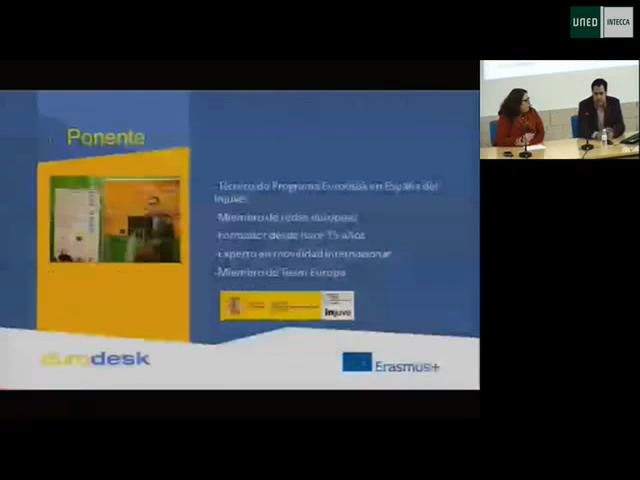 UNED
INTECCA
Ponente
-Técnico de Programa Eurodesk en España del
Injuve
-Miembro de redes europeas
-Formador desde hace 15 años
-Experto en movilidad internacional
-Miembro de Team Europa
injuve
eurodesk
Erasmus+